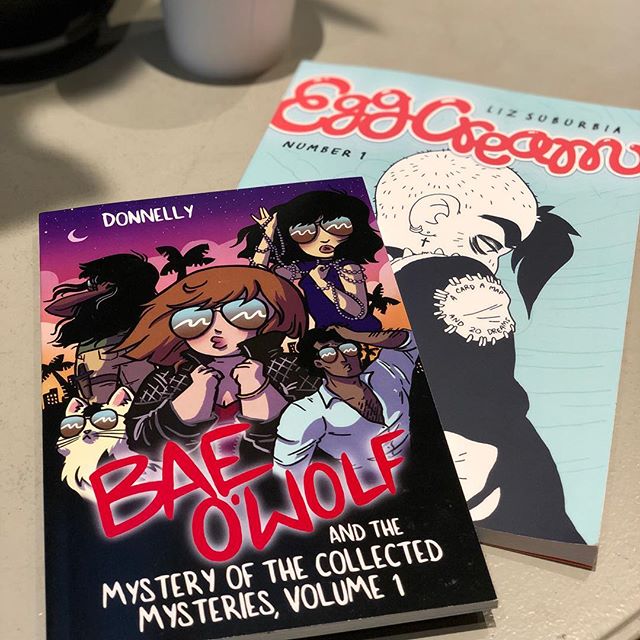 DONNELLY
BAE
O'WOLF
AND THE
MYSTERY OF THE COLLECTED
MYSTERIES, VOLUME 1
Egg Cream
LIZ SUBURBIA
NUMBER 1
A CARD A MAP
AND 20 DREAMS